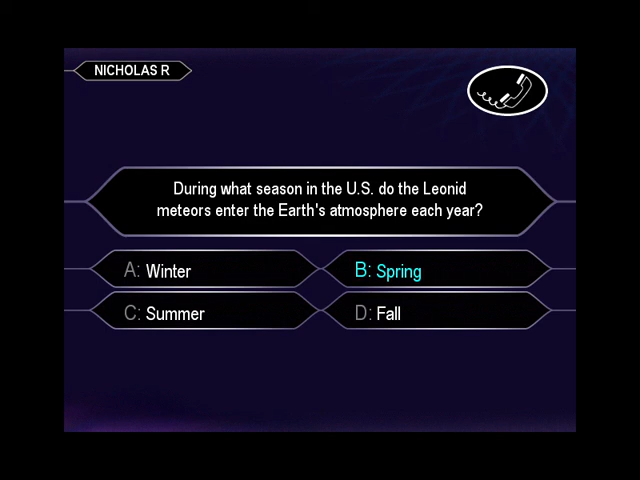 NICHOLAS R
During what season in the U.S. do the Leonid
meteors enter the Earth's atmosphere each year?
A: Winter
B: Spring
C: Summer
D: Fall